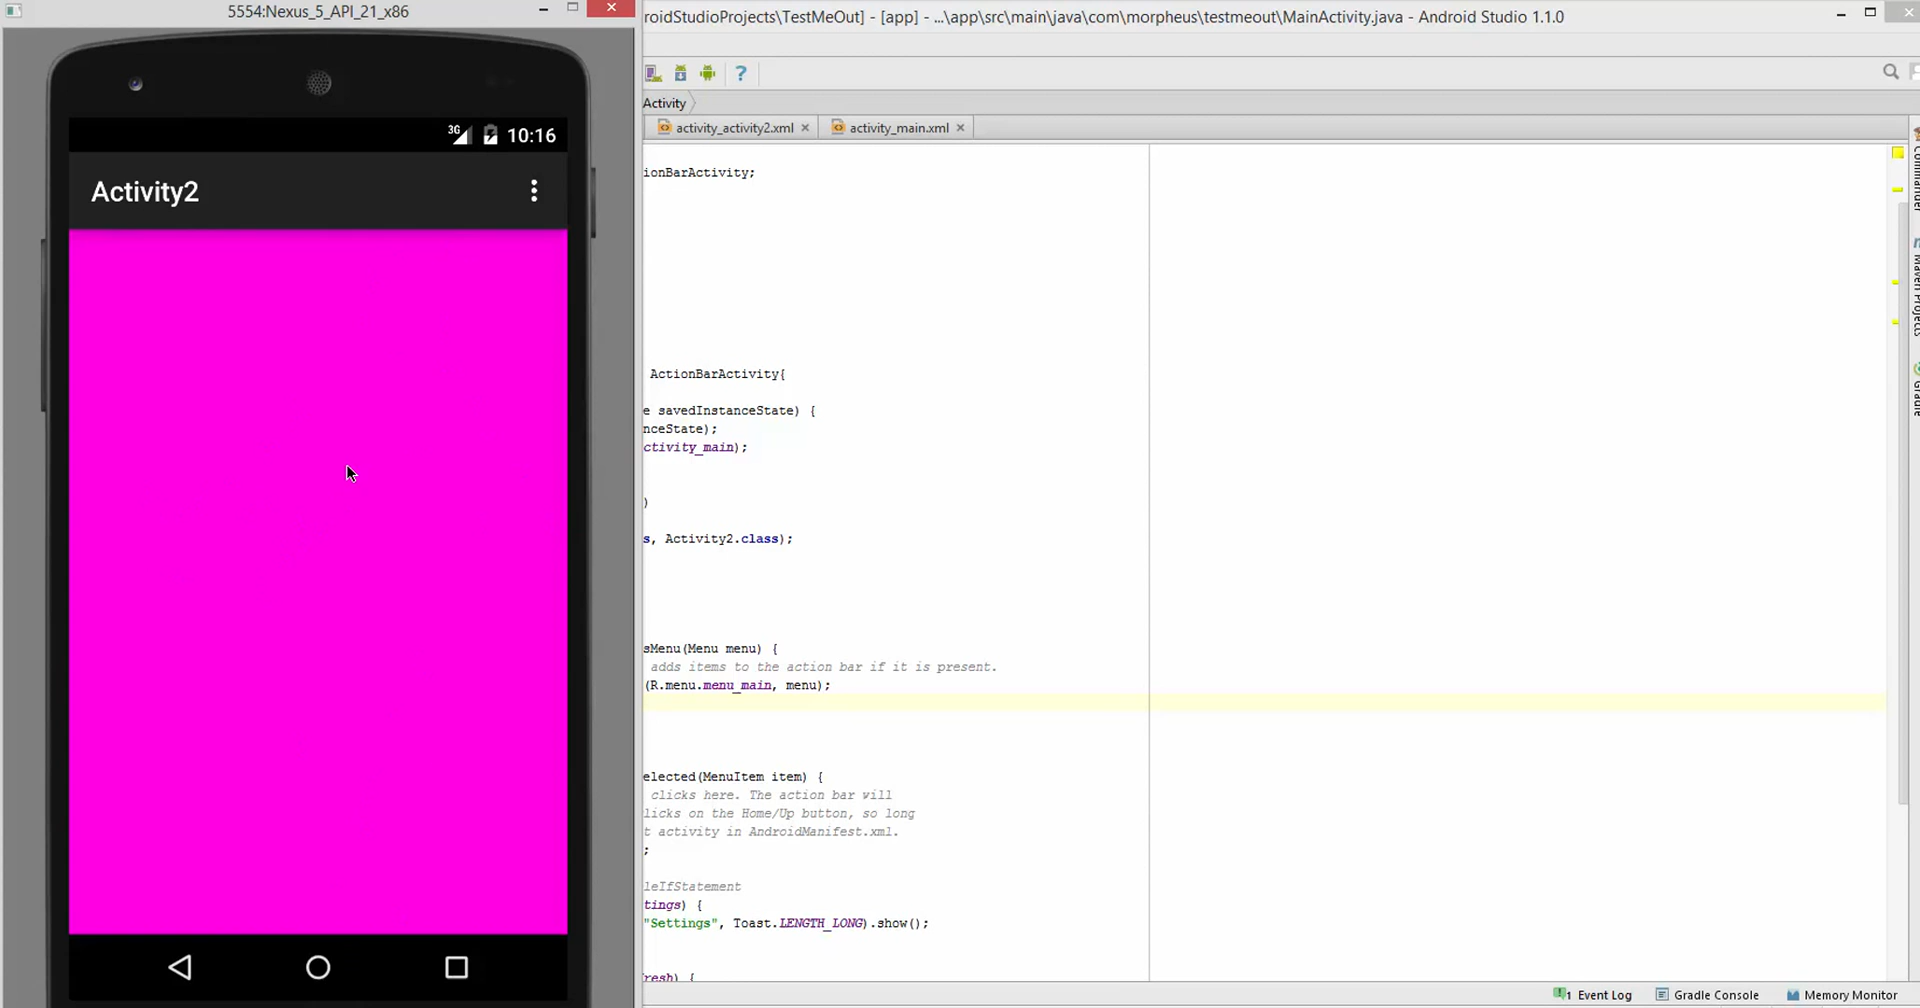 5554:Nexus_5_API_21_x86
roidStudioProjects\TestMeOut] - [app] - ...\app\src\main\java\com\morpheus\testmeout\MainActivity.java - Android Studio 1.1.0
Activity
activity_activity2.xml
activity_main.xml
3G 10:16
Activity2
ionBarActivity;
ActionBarActivity{
e savedInstanceState) {
nceState);
ctivity_main);
)
s, Activity2.class);
sMenu(Menu menu) {
adds items to the action bar if it is present.
(R.menu.menu_main, menu);
elected(MenuItem item) {
clicks here. The action bar will
licks on the Home/Up button, so long
t activity in AndroidManifest.xml.
;
leIfStatement
tings) {
"Settings", Toast.LENGTH_LONG).show();
resh) {
Commander
Maven Projects
Gradle
1 Event Log
Gradle Console
Memory Monitor